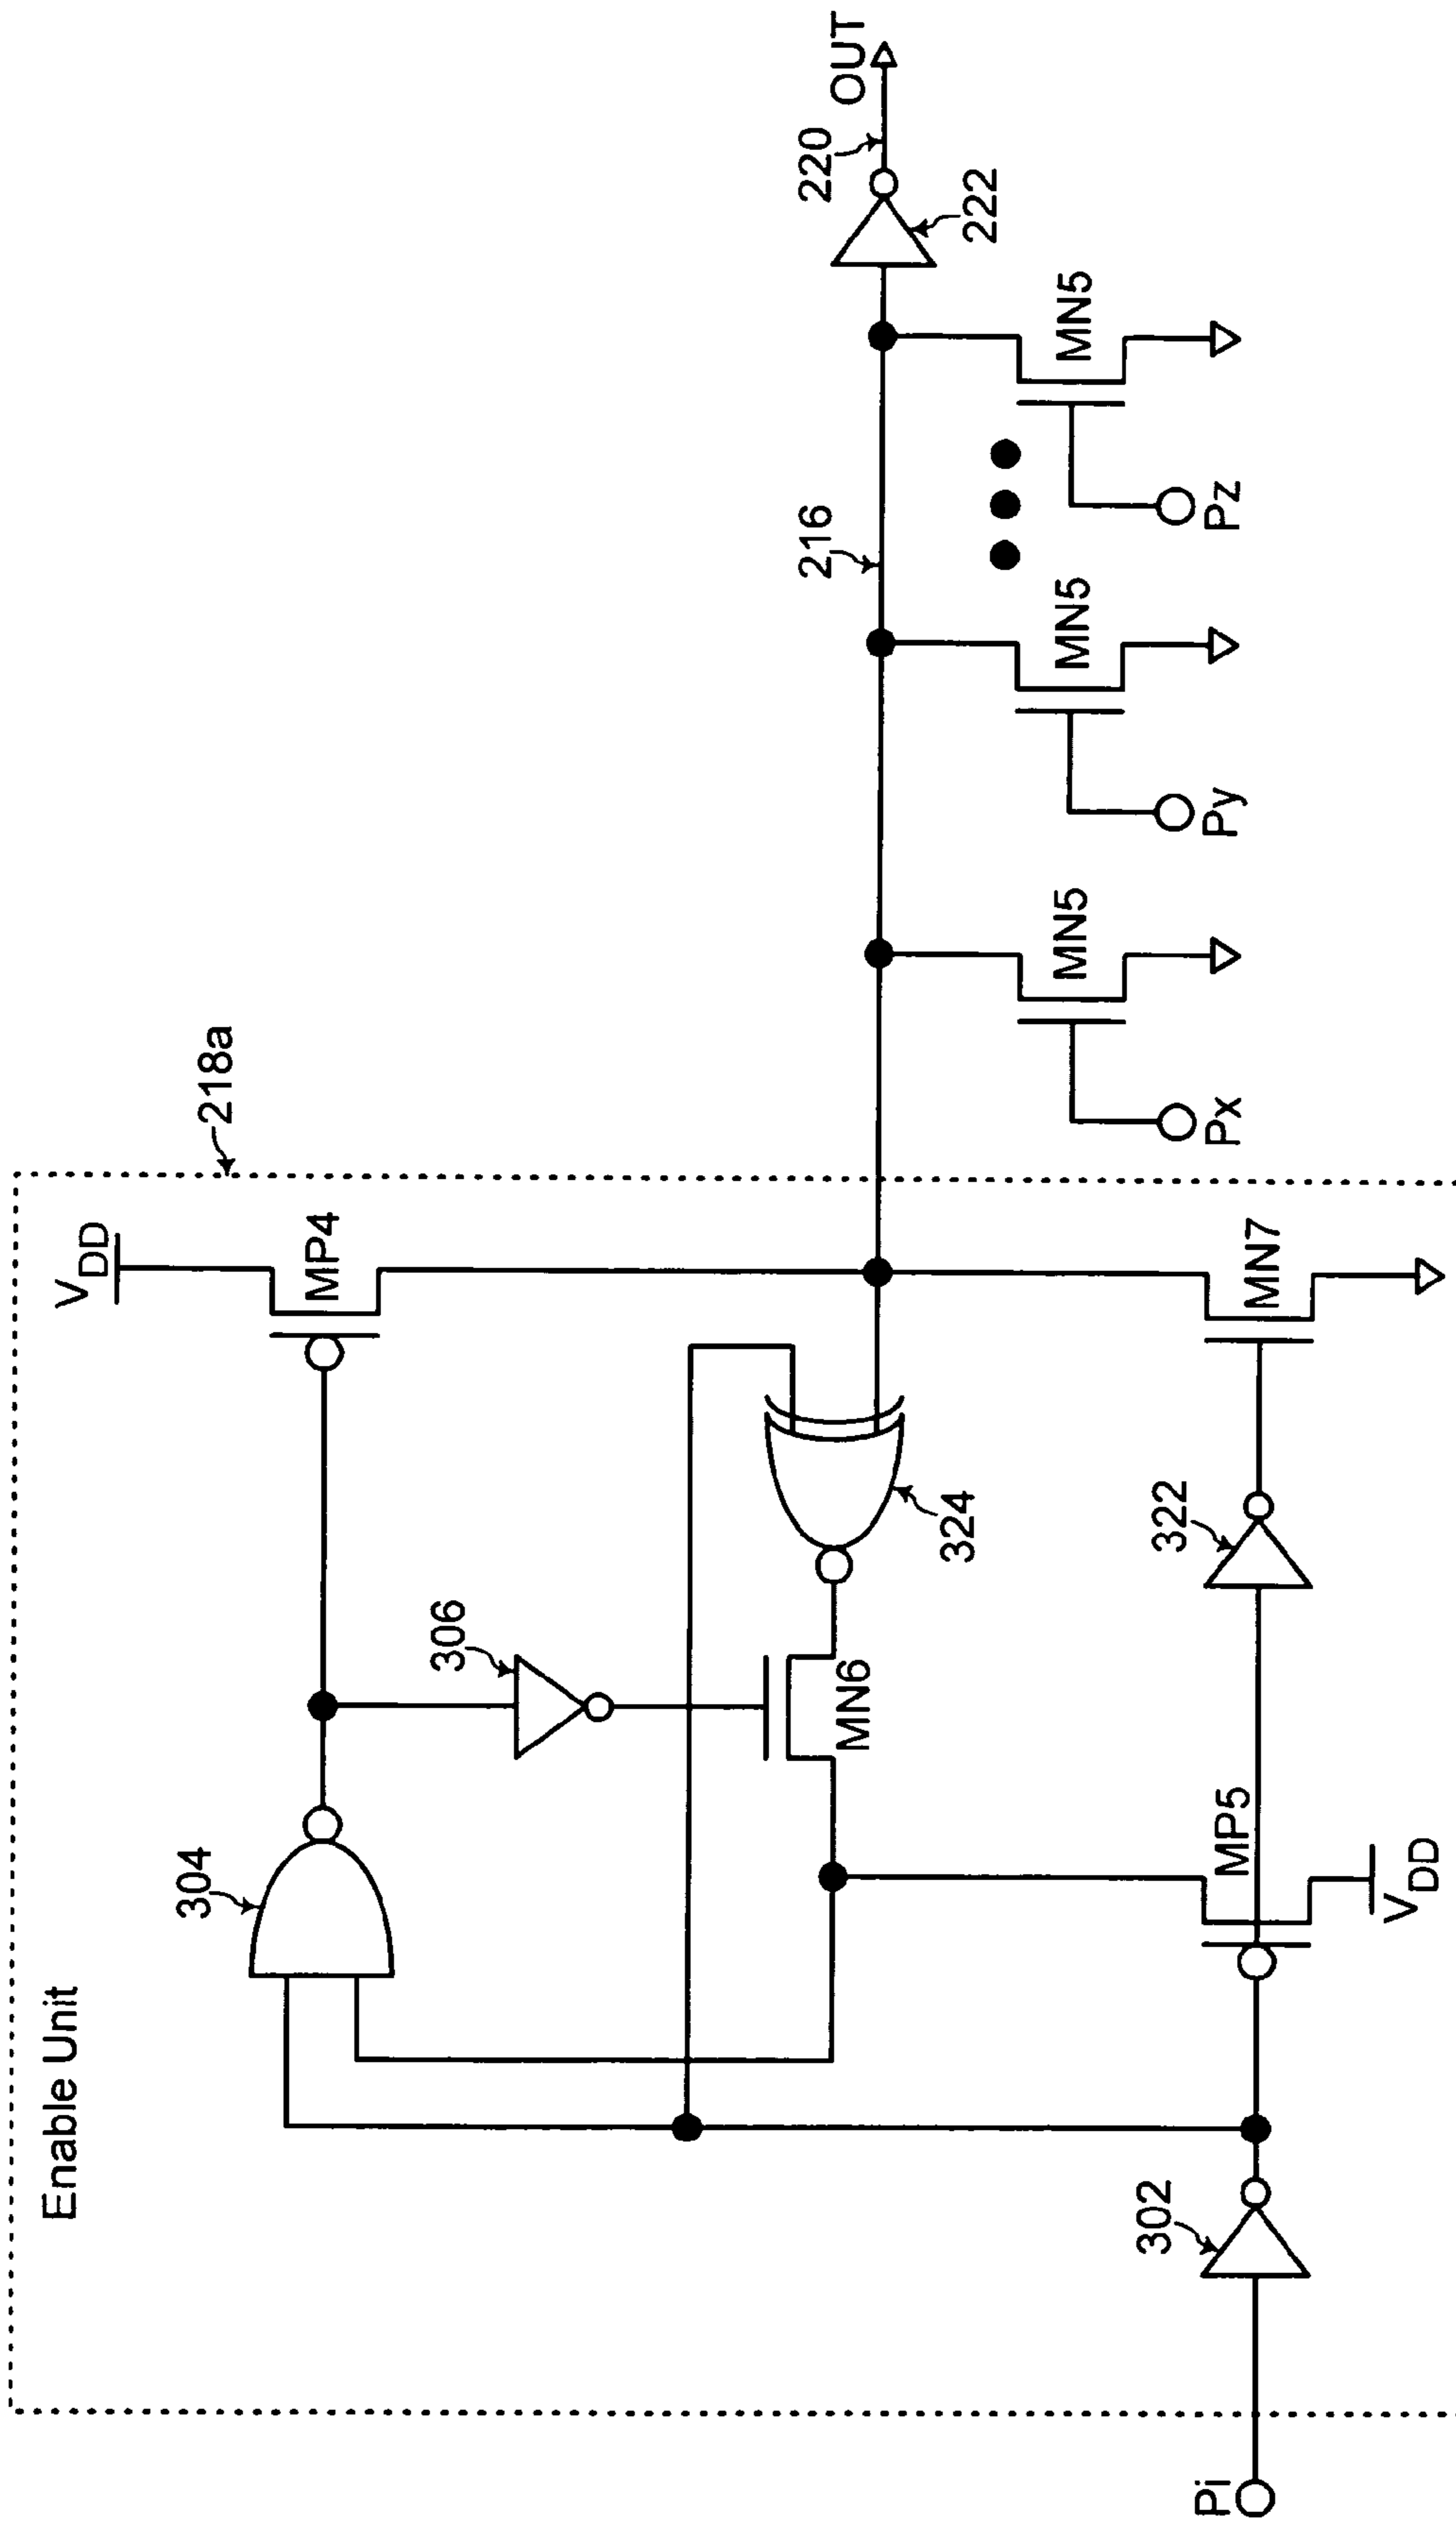 Enable Unit
218a
VDD
MP4
304
306
324
MN6
MP5
VDD
302
322
MN7
Pi
216
MN5
Px
MN5
Py
MN5
Pz
222
220
OUT